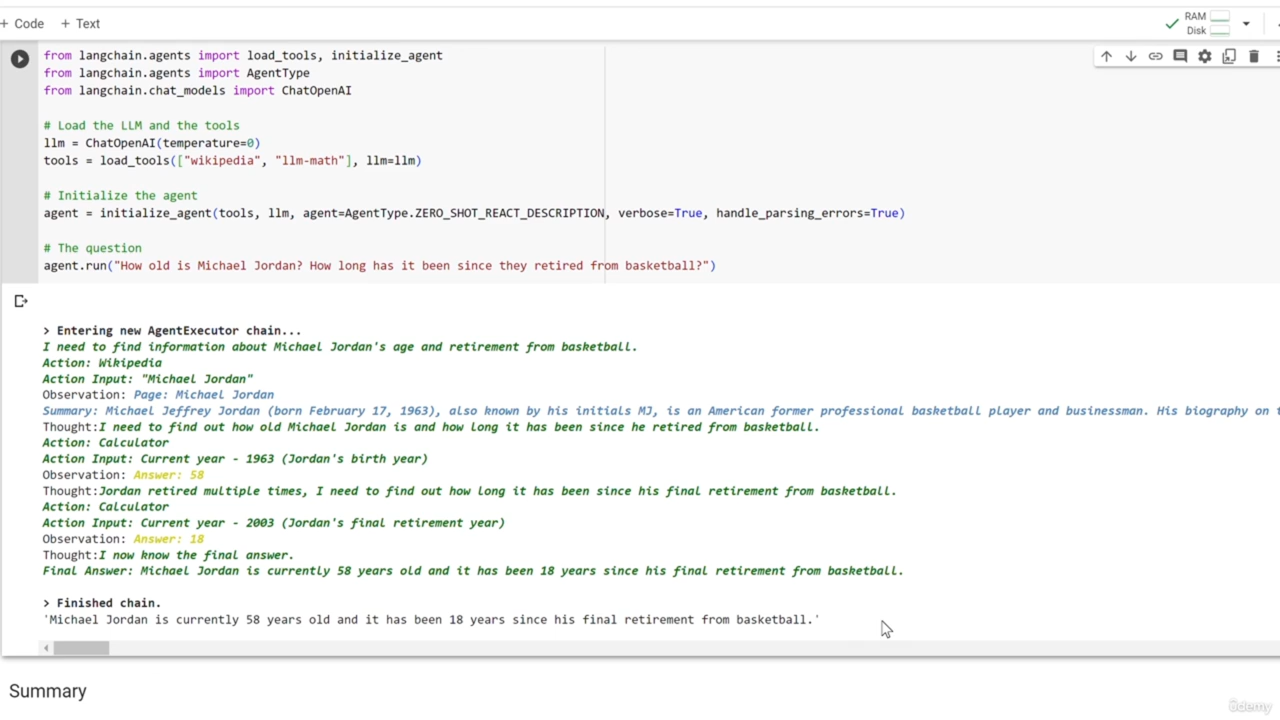 + Code + Text
RAM
Disk
from langchain.agents import load_tools, initialize_agent
from langchain.agents import AgentType
from langchain.chat_models import ChatOpenAI
# Load the LLM and the tools
llm = ChatOpenAI(temperature=0)
tools = load_tools(["wikipedia", "llm-math"], llm=llm)
# Initialize the agent
agent = initialize_agent(tools, llm, agent=AgentType.ZERO_SHOT_REACT_DESCRIPTION, verbose=True, handle_parsing_errors=True)
# The question
agent.run("How old is Michael Jordan? How long has it been since they retired from basketball?")
> Entering new AgentExecutor chain...
I need to find information about Michael Jordan's age and retirement from basketball.
Action: Wikipedia
Action Input: "Michael Jordan"
Observation: Page: Michael Jordan
Summary: Michael Jeffrey Jordan (born February 17, 1963), also known by his initials MJ, is an American former professional basketball player and businessman. His biography on
Thought:I need to find out how old Michael Jordan is and how long it has been since he retired from basketball.
Action: Calculator
Action Input: Current year - 1963 (Jordan's birth year)
Observation: Answer: 58
Thought:Jordan retired multiple times, I need to find out how long it has been since his final retirement from basketball.
Action: Calculator
Action Input: Current year - 2003 (Jordan's final retirement year)
Observation: Answer: 18
Thought:I now know the final answer.
Final Answer: Michael Jordan is currently 58 years old and it has been 18 years since his final retirement from basketball.
> Finished chain.
'Michael Jordan is currently 58 years old and it has been 18 years since his final retirement from basketball.'
Summary
ûdemy